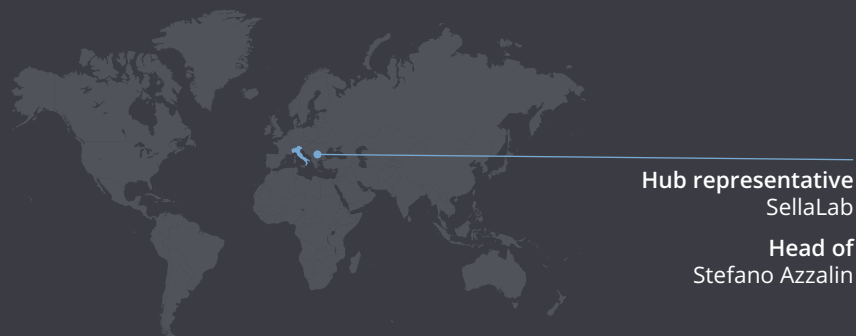 Hub representative
SellaLab
Head of
Stefano Azzalin